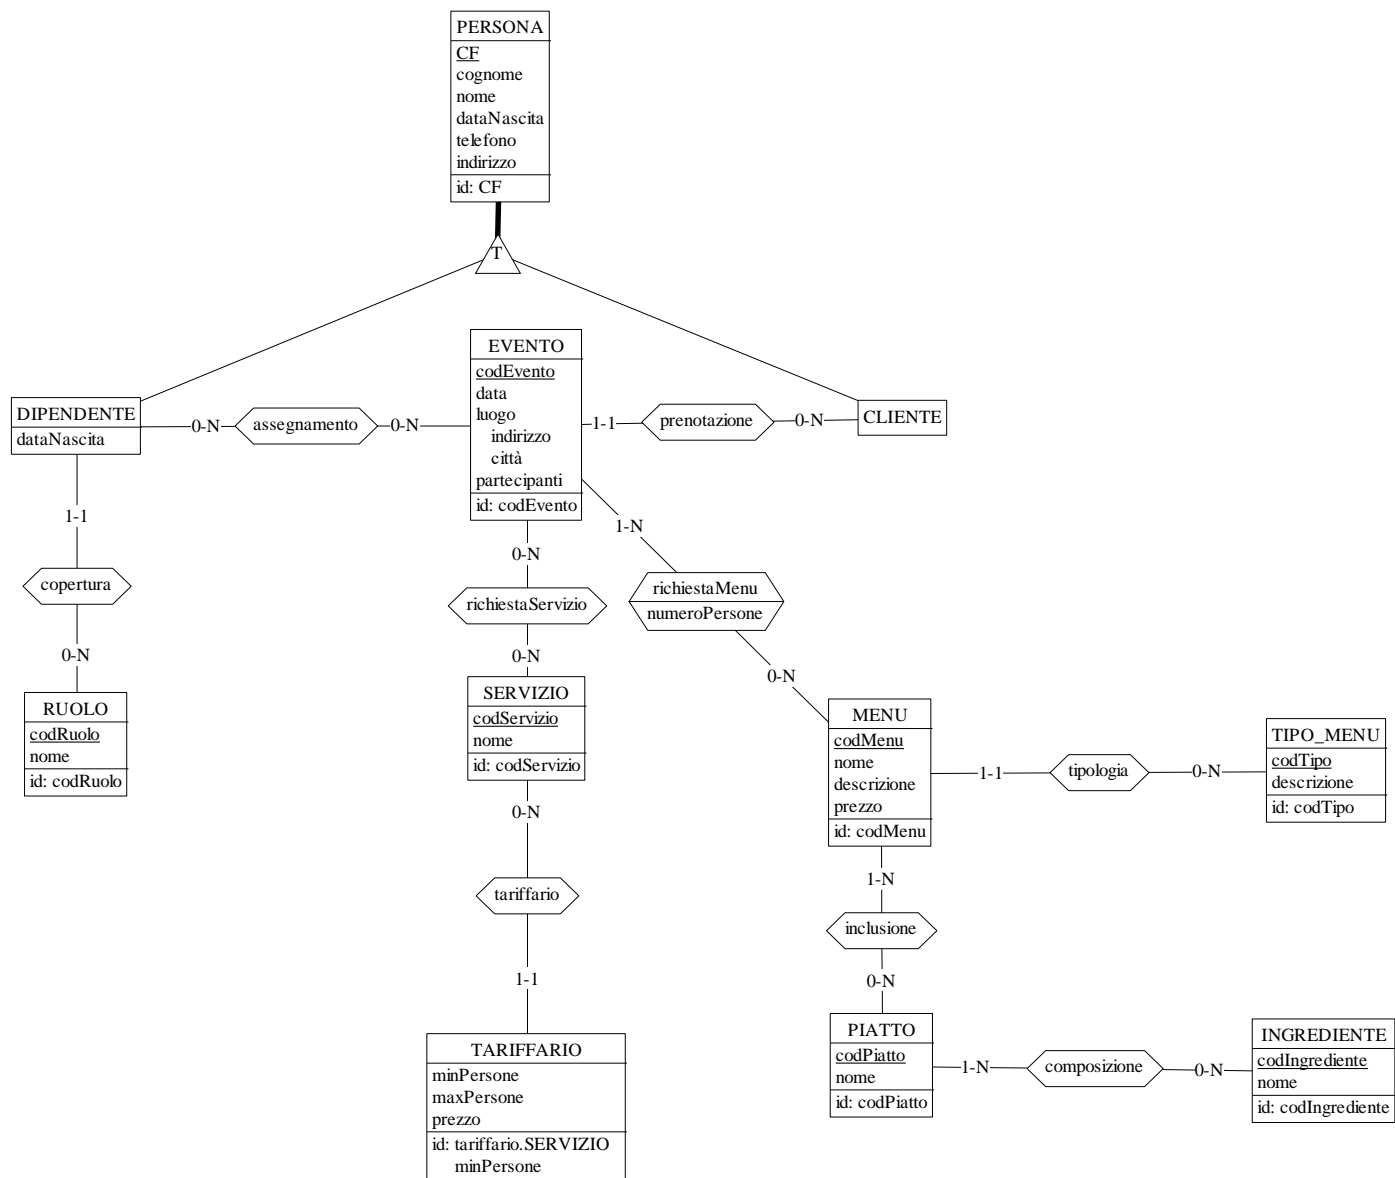 PERSONA
CF
cognome
nome
dataNascita
telefono
indirizzo
id: CF
T
EVENTO
codEvento
data
luogo
indirizzo
città
partecipanti
id: codEvento
DIPENDENTE
dataNascita
0-N
assegnamento
0-N
1-1
prenotazione
0-N
CLIENTE
1-1
copertura
0-N
RUOLO
codRuolo
nome
id: codRuolo
0-N
richiestaServizio
0-N
1-N
richiestaMenu
numeroPersone
0-N
SERVIZIO
codServizio
nome
id: codServizio
0-N
tariffario
1-1
TARIFFARIO
minPersone
maxPersone
prezzo
id: tariffario.SERVIZIO
minPersone
MENU
codMenu
nome
descrizione
prezzo
id: codMenu
1-1
tipologia
0-N
TIPO_MENU
codTipo
descrizione
id: codTipo
1-N
inclusione
0-N
PIATTO
codPiatto
nome
id: codPiatto
1-N
composizione
0-N
INGREDIENTE
codIngrediente
nome
id: codIngrediente